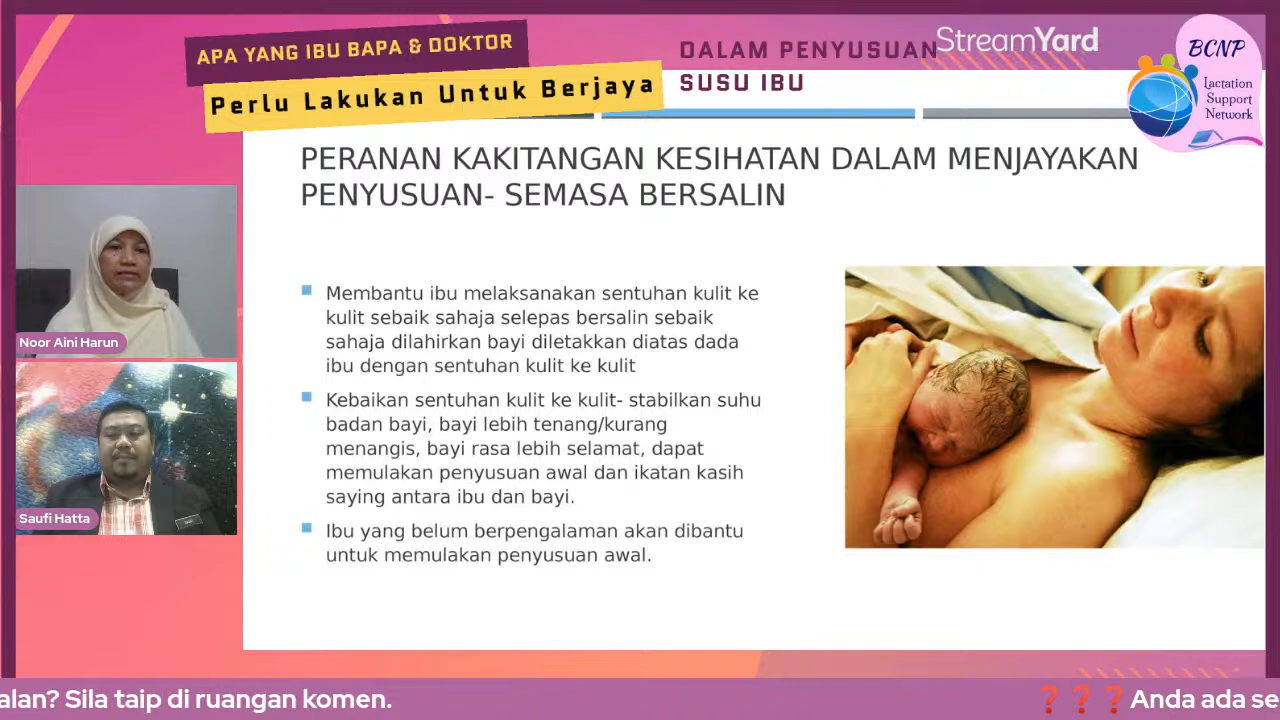 APA YANG IBU BAPA & DOKTOR
Perlu Lakukan Untuk Berjaya
DALAM PENYUSUAN
SUSU IBU
StreamYard
BCNP
Lactation
Support
Network
PERANAN KAKITANGAN KESIHATAN DALAM MENJAYAKAN
PENYUSUAN- SEMASA BERSALIN
Membantu ibu melaksanakan sentuhan kulit ke
kulit sebaik sahaja selepas bersalin sebaik
sahaja dilahirkan bayi diletakkan diatas dada
ibu dengan sentuhan kulit ke kulit
Kebaikan sentuhan kulit ke kulit- stabilkan suhu
badan bayi, bayi lebih tenang/kurang
menangis, bayi rasa lebih selamat, dapat
memulakan penyusuan awal dan ikatan kasih
saying antara ibu dan bayi.
Ibu yang belum berpengalaman akan dibantu
untuk memulakan penyusuan awal.
Noor Aini Harun
Saufi Hatta
alan? Sila taip di ruangan komen.
❓❓❓Anda ada se